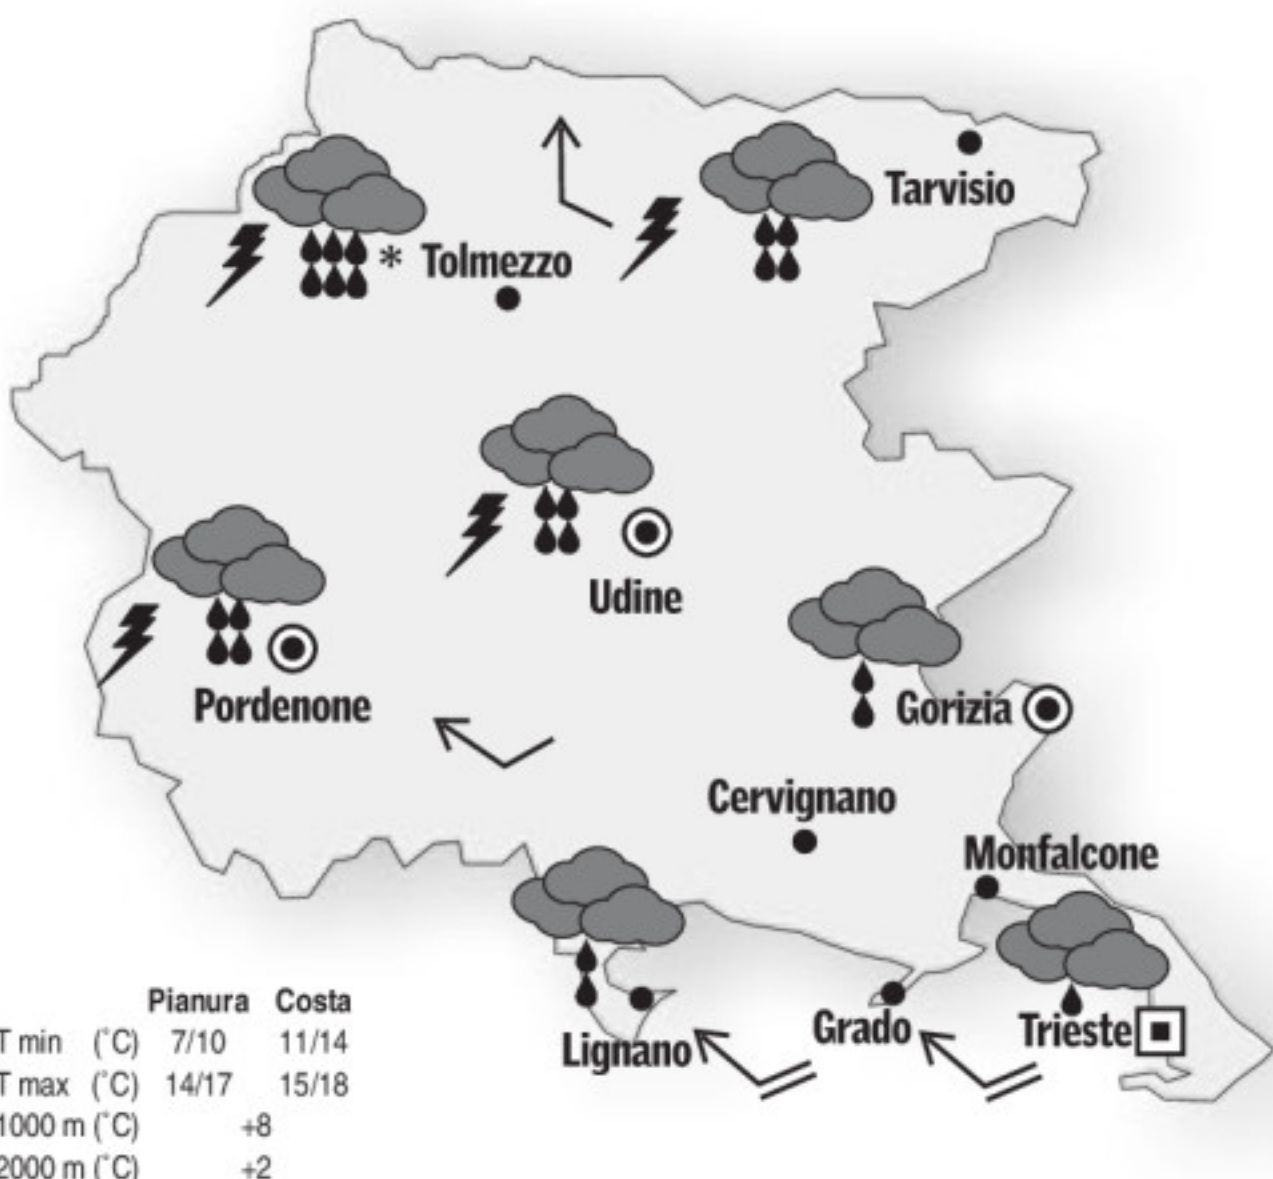 Tarvisio
* Tolmezzo
Udine
Pordenone
Gorizia
Cervignano
Monfalcone
Lignano
Grado
Trieste
Pianura Costa
T min (°C) 7/10 11/14
T max (°C) 14/17 15/18
1000 m (°C) +8
2000 m (°C) +2